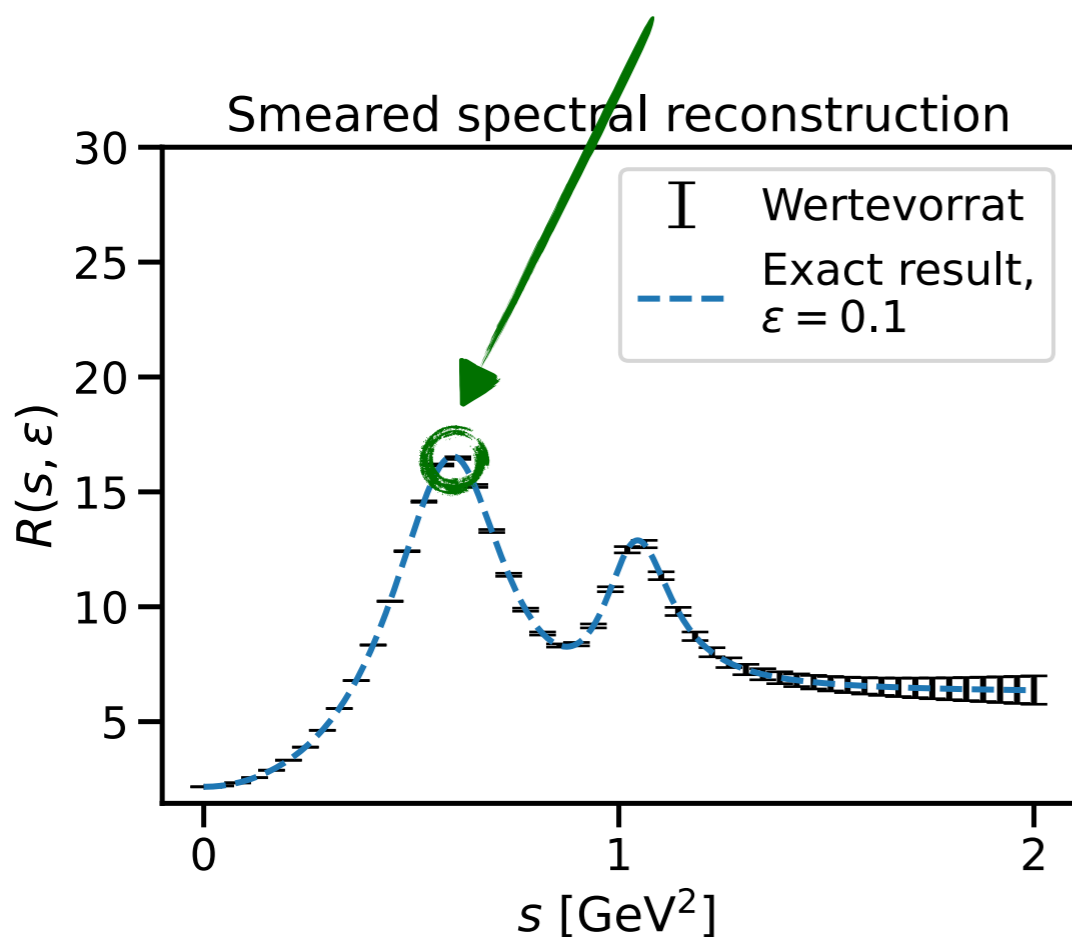 Smeared spectral reconstruction
30
25
20
15
10
5
R(s, ε)
Wertevorrat
Exact result,
ε = 0.1
0 1 2
s [GeV²]